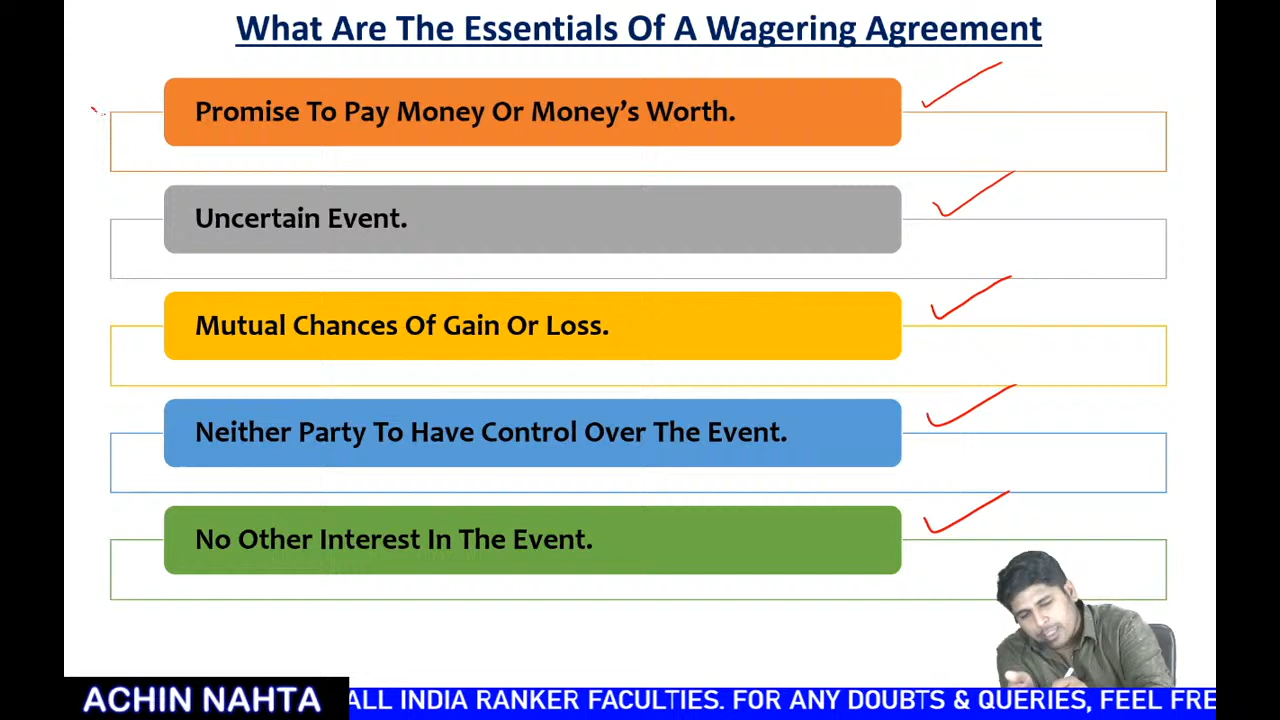 What Are The Essentials Of A Wagering Agreement
Promise To Pay Money Or Money’s Worth.
Uncertain Event.
Mutual Chances Of Gain Or Loss.
Neither Party To Have Control Over The Event.
No Other Interest In The Event.
ACHIN NAHTA
ALL INDIA RANKER FACULTIES. FOR ANY DOUBTS & QUERIES, FEEL FRE